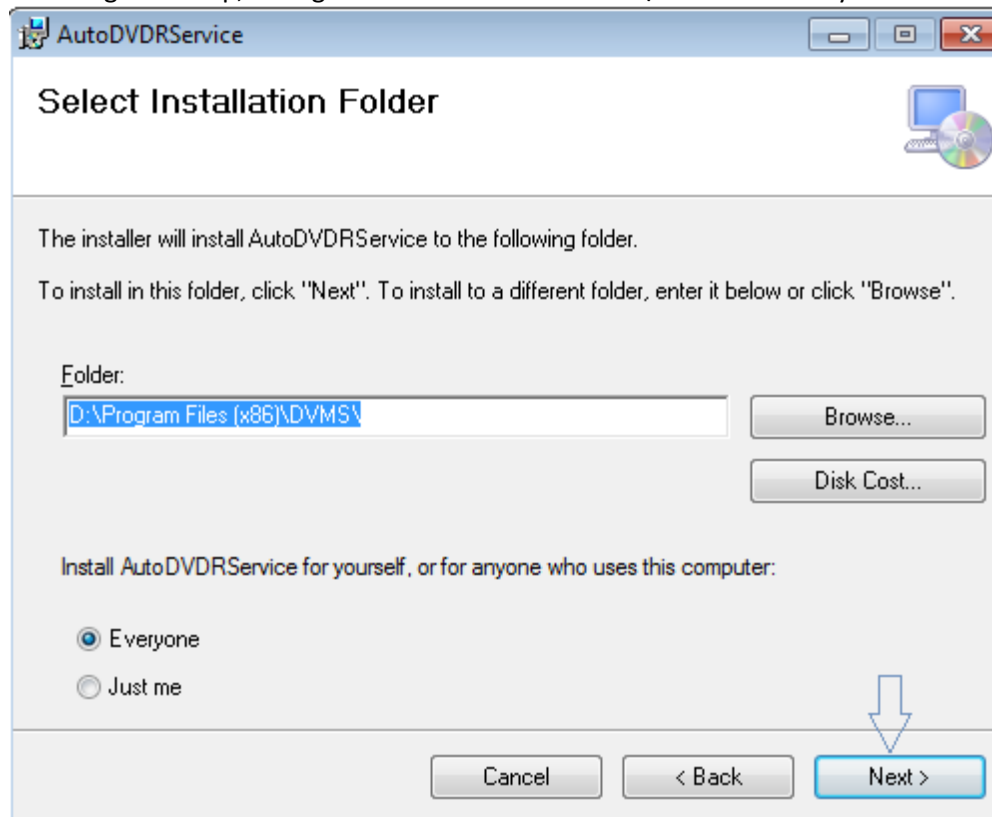 AutoDVDRService
Select Installation Folder
The installer will install AutoDVDRService to the following folder.
To install in this folder, click "Next". To install to a different folder, enter it below or click "Browse".
Folder:
D:\Program Files (x86)\DVMS\
Browse...
Disk Cost...
Install AutoDVDRService for yourself, or for anyone who uses this computer:
Everyone
Just me
Cancel
< Back
Next >